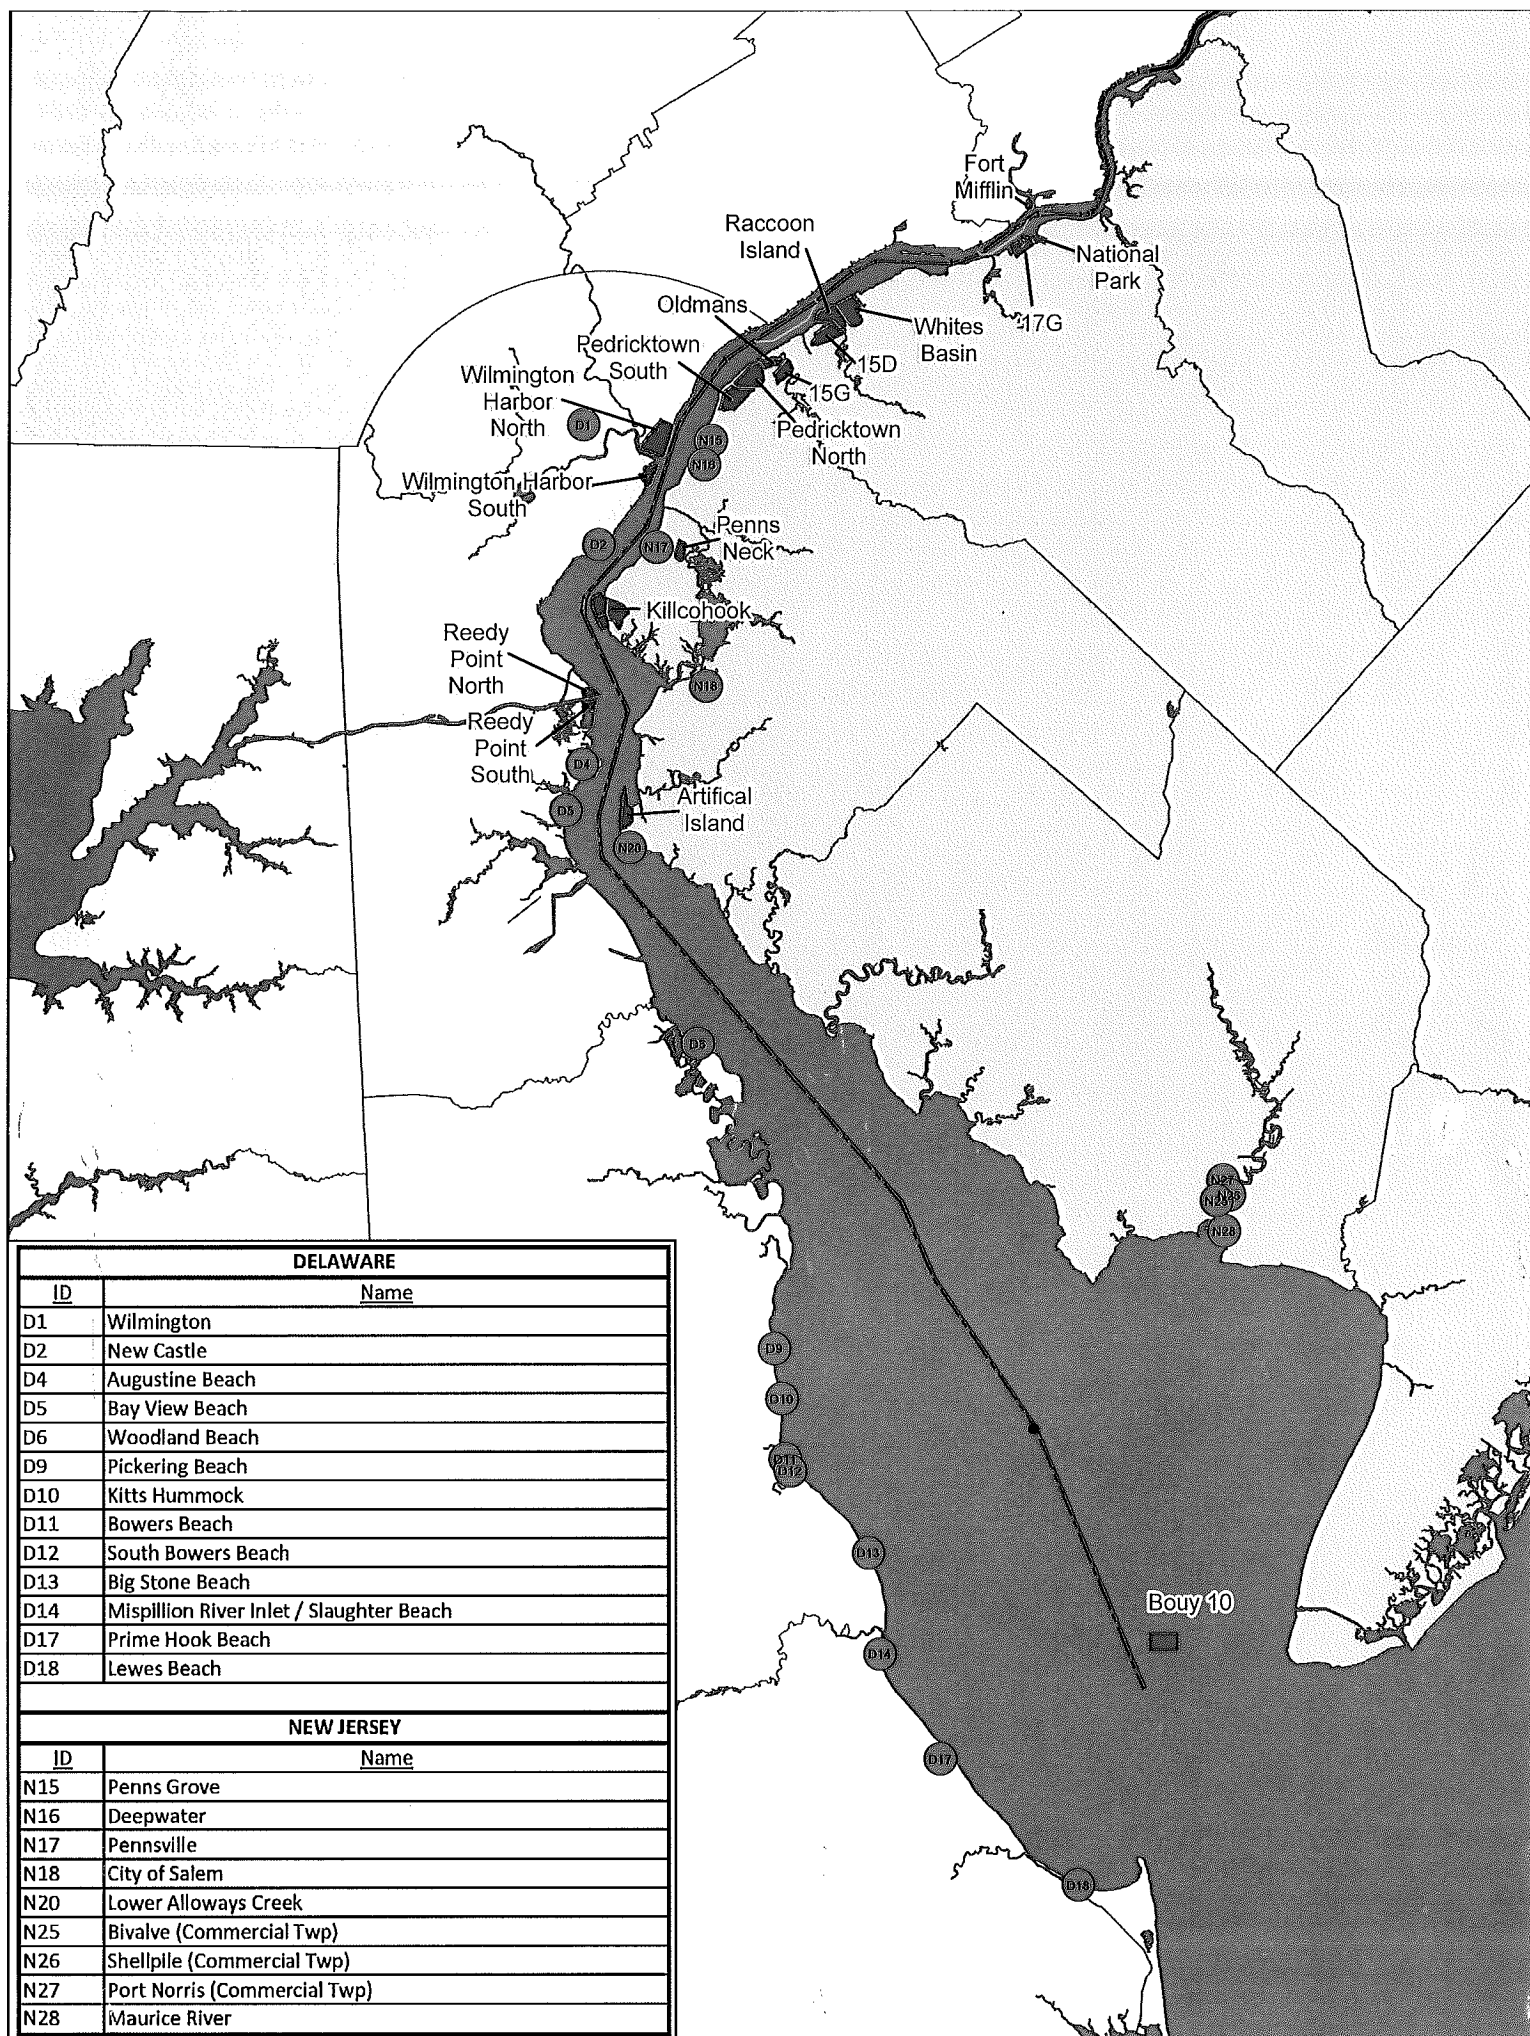 Fort
Mifflin
Raccoon
Island
National
Park
Oldmans
17G
Whites
Basin
Pedricktown
South
15D
Wilmington
Harbor
North
15G
D1
Pedricktown
North
N15
N16
Wilmington Harbor
South
Penns
Neck
D2
N17
Killcohook
Reedy
Point
North
N18
Reedy
Point
South
D4
Artifical
Island
D5
N20
D6
N27
N26
N25
N28
D9
D10
D11
D12
D13
Bouy 10
D14
D17
D18
DELAWARE
ID Name
D1 Wilmington
D2 New Castle
D4 Augustine Beach
D5 Bay View Beach
D6 Woodland Beach
D9 Pickering Beach
D10 Kitts Hummock
D11 Bowers Beach
D12 South Bowers Beach
D13 Big Stone Beach
D14 Mispillion River Inlet / Slaughter Beach
D17 Prime Hook Beach
D18 Lewes Beach
NEW JERSEY
ID Name
N15 Penns Grove
N16 Deepwater
N17 Pennsville
N18 City of Salem
N20 Lower Alloways Creek
N25 Bivalve (Commercial Twp)
N26 Shellpile (Commercial Twp)
N27 Port Norris (Commercial Twp)
N28 Maurice River